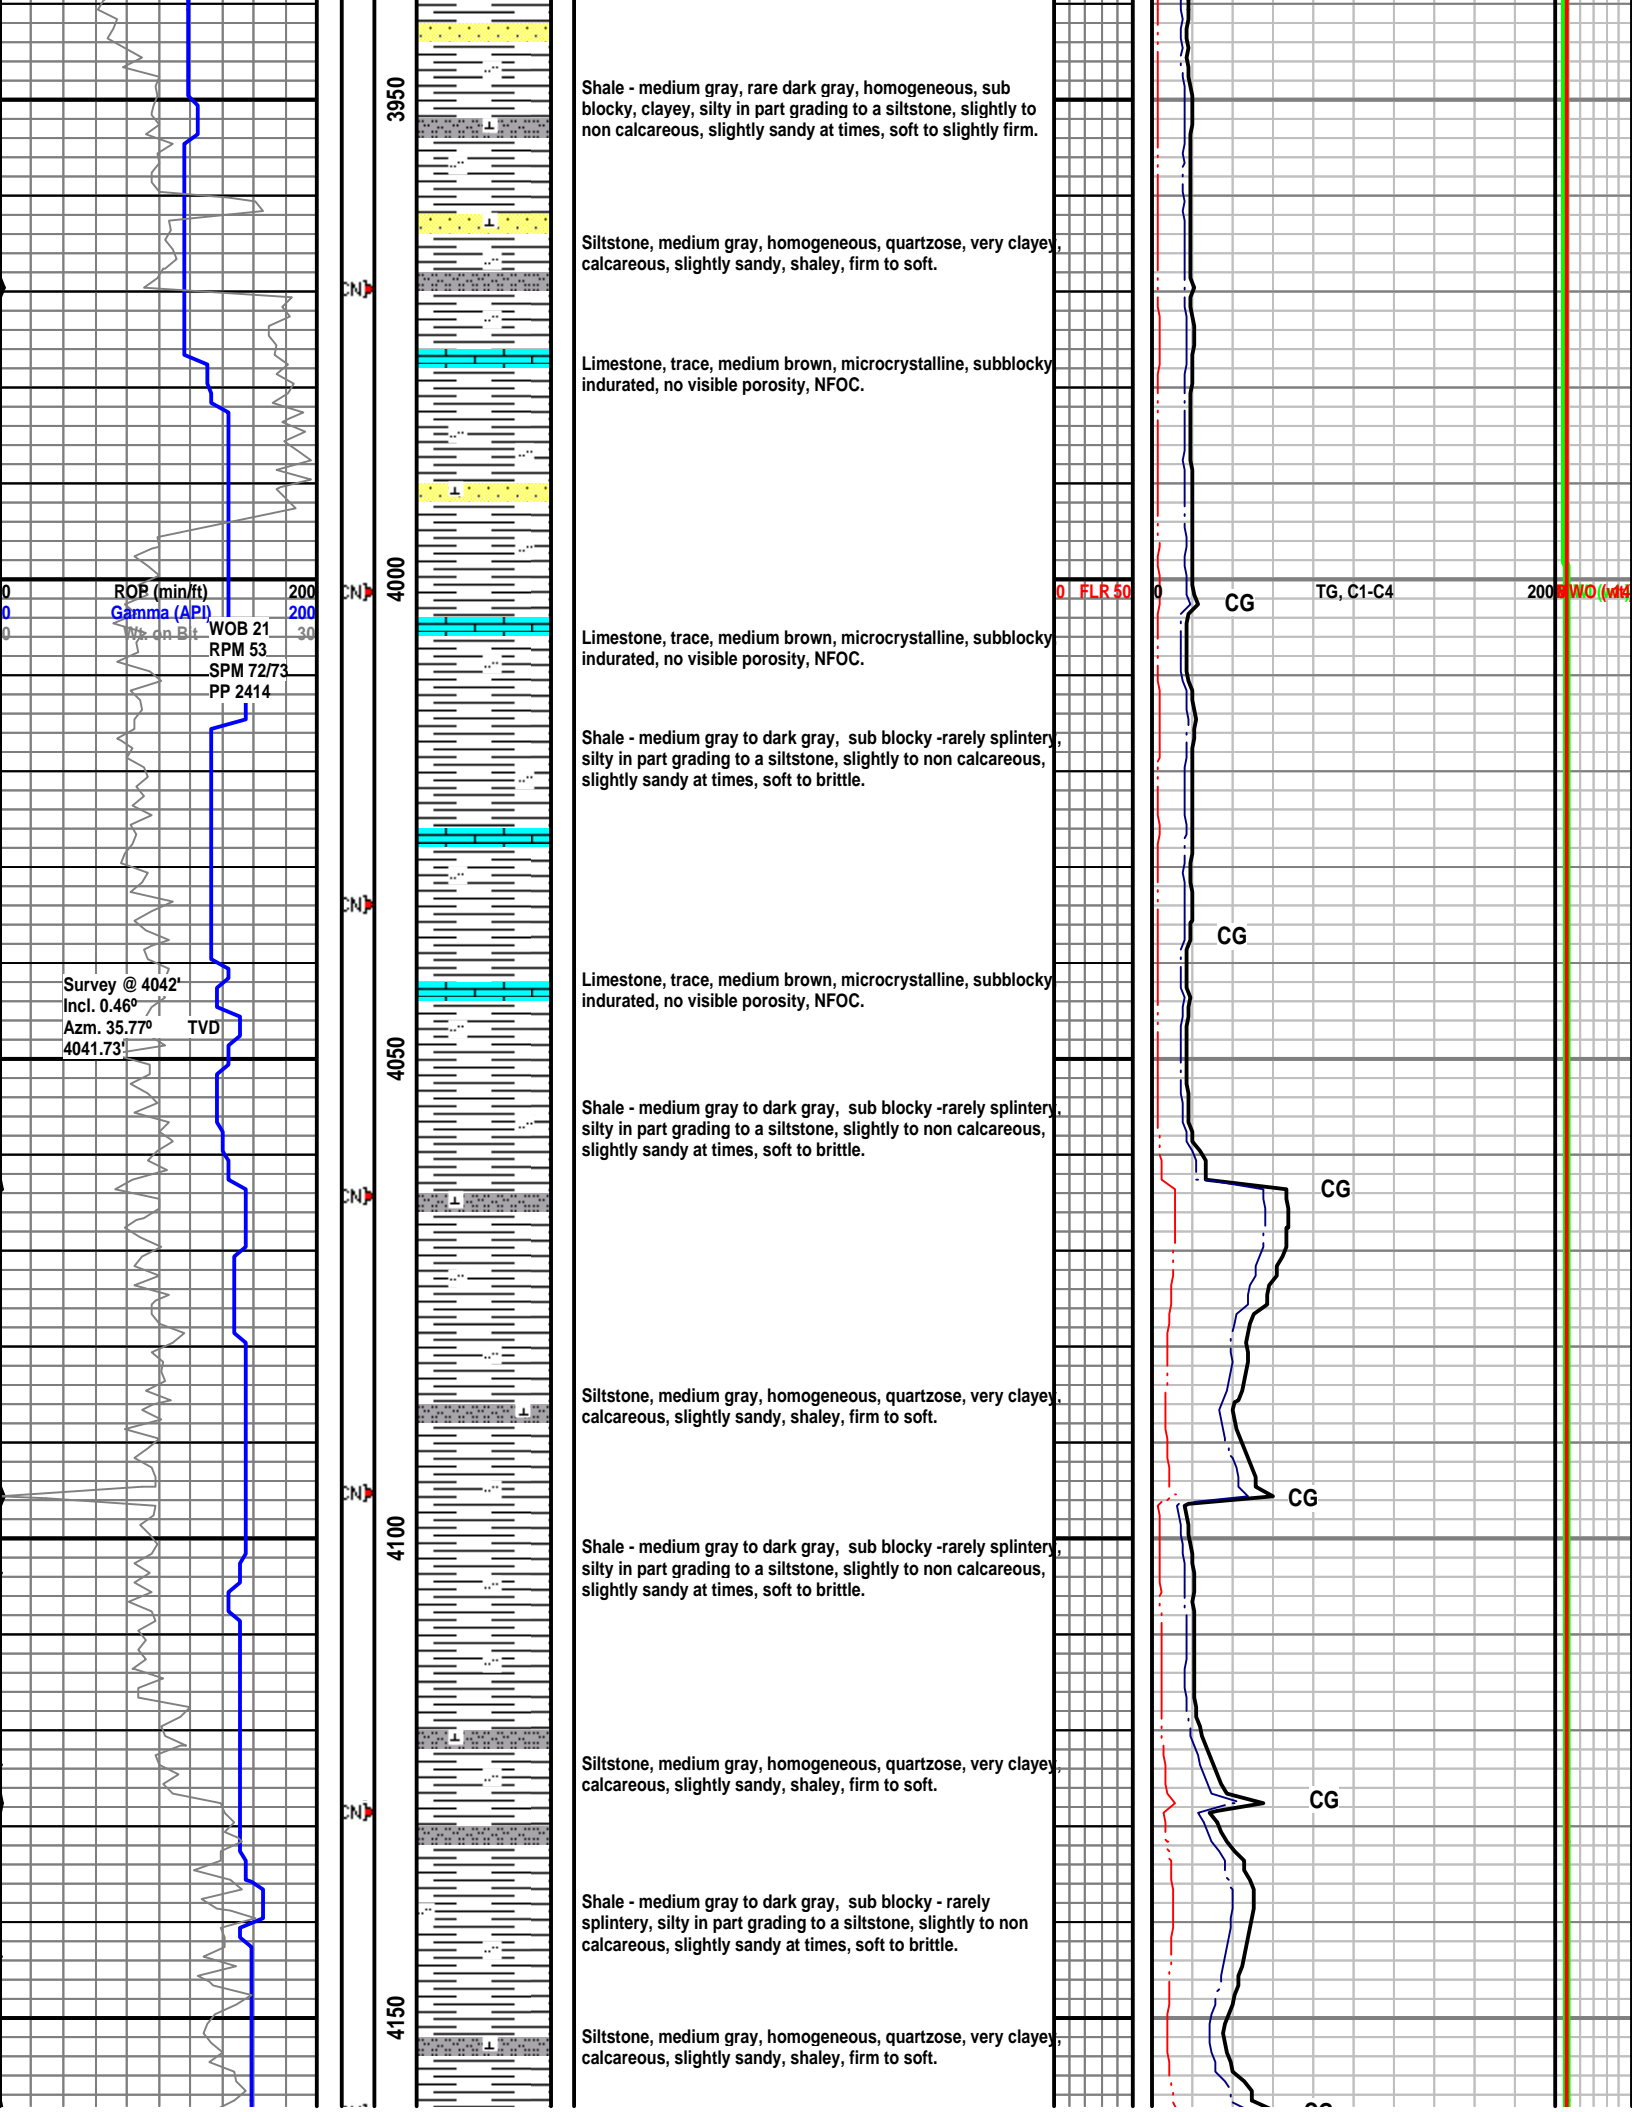 3950
Shale - medium gray, rare dark gray, homogeneous, sub
blocky, clayey, silty in part grading to a siltstone, slightly to
non calcareous, slightly sandy at times, soft to slightly firm.
Siltstone, medium gray, homogeneous, quartzose, very clayey,
calcareous, slightly sandy, shaley, firm to soft.
CN]
Limestone, trace, medium brown, microcrystalline, subblocky
indurated, no visible porosity, NFOC.
4000
0 ROP (min/ft) 200
0 Gamma (API) 200
0 Wt. on Bit 30
WOB 21
RPM 53
SPM 72/73
PP 2414
CN]
0 FLR 50
0 TG, C1-C4 200
CG
Limestone, trace, medium brown, microcrystalline, subblocky
indurated, no visible porosity, NFOC.
Shale - medium gray to dark gray, sub blocky -rarely splintery,
silty in part grading to a siltstone, slightly to non calcareous,
slightly sandy at times, soft to brittle.
CN]
CG
Survey @ 4042'
Incl. 0.46º
Azm. 35.77º TVD
4041.73'
Limestone, trace, medium brown, microcrystalline, subblocky
indurated, no visible porosity, NFOC.
4050
Shale - medium gray to dark gray, sub blocky -rarely splintery,
silty in part grading to a siltstone, slightly to non calcareous,
slightly sandy at times, soft to brittle.
CN]
CG
Siltstone, medium gray, homogeneous, quartzose, very clayey,
calcareous, slightly sandy, shaley, firm to soft.
CN]
CG
4100
Shale - medium gray to dark gray, sub blocky -rarely splintery,
silty in part grading to a siltstone, slightly to non calcareous,
slightly sandy at times, soft to brittle.
Siltstone, medium gray, homogeneous, quartzose, very clayey,
calcareous, slightly sandy, shaley, firm to soft.
CN]
CG
Shale - medium gray to dark gray, sub blocky - rarely
splintery, silty in part grading to a siltstone, slightly to non
calcareous, slightly sandy at times, soft to brittle.
4150
Siltstone, medium gray, homogeneous, quartzose, very clayey,
calcareous, slightly sandy, shaley, firm to soft.